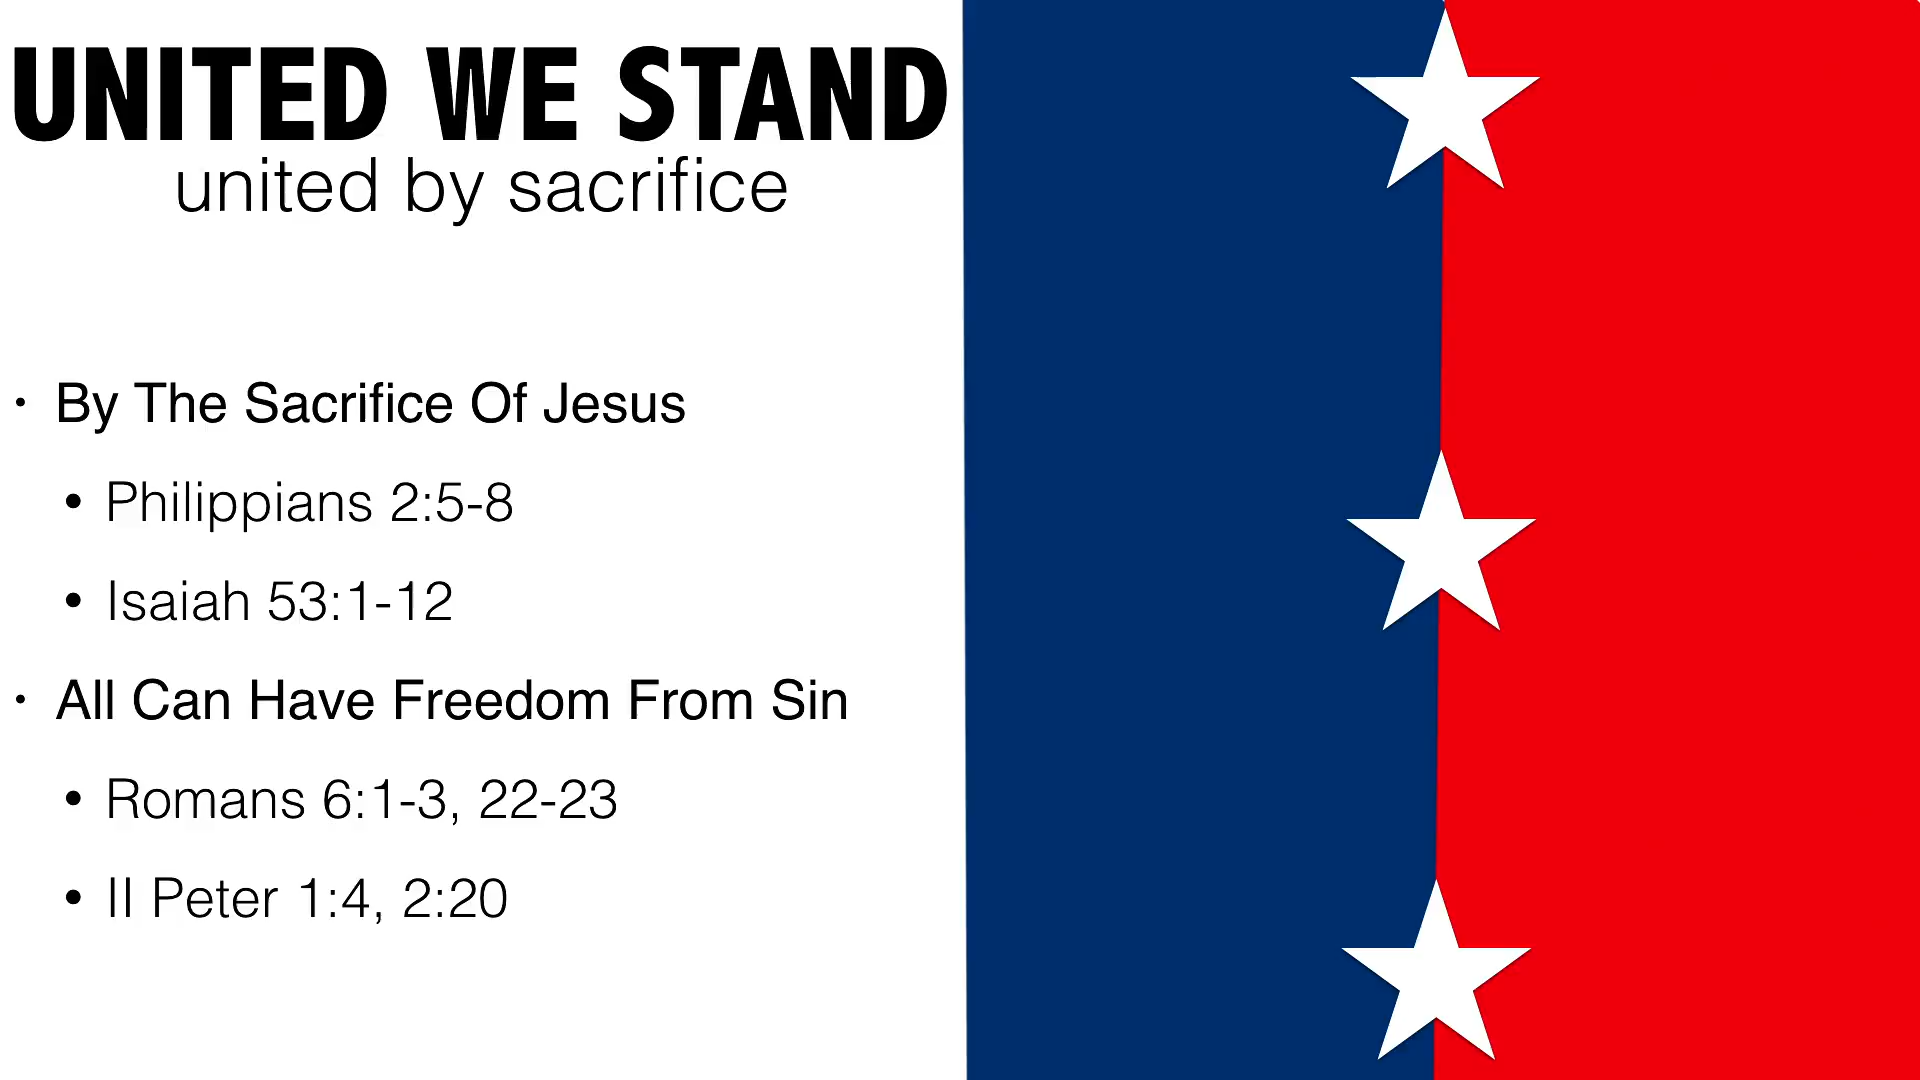 UNITED WE STAND
united by sacrifice
· By The Sacrifice Of Jesus
• Philippians 2:5-8
• Isaiah 53:1-12
· All Can Have Freedom From Sin
• Romans 6:1-3, 22-23
• II Peter 1:4, 2:20